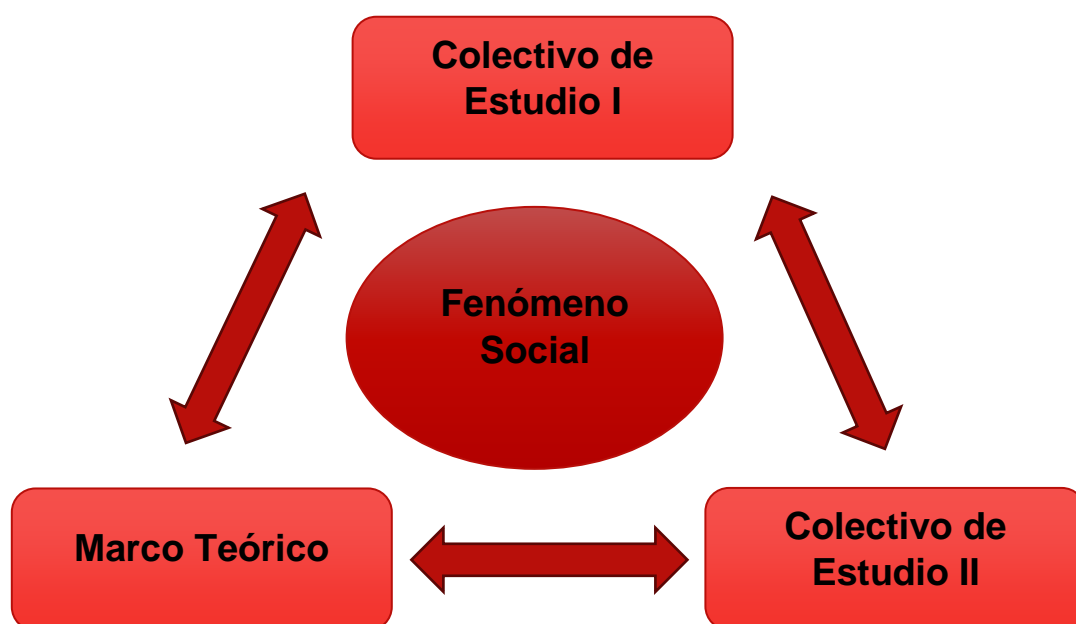 Colectivo de
Estudio I
Fenómeno
Social
Marco Teórico
Colectivo de
Estudio II